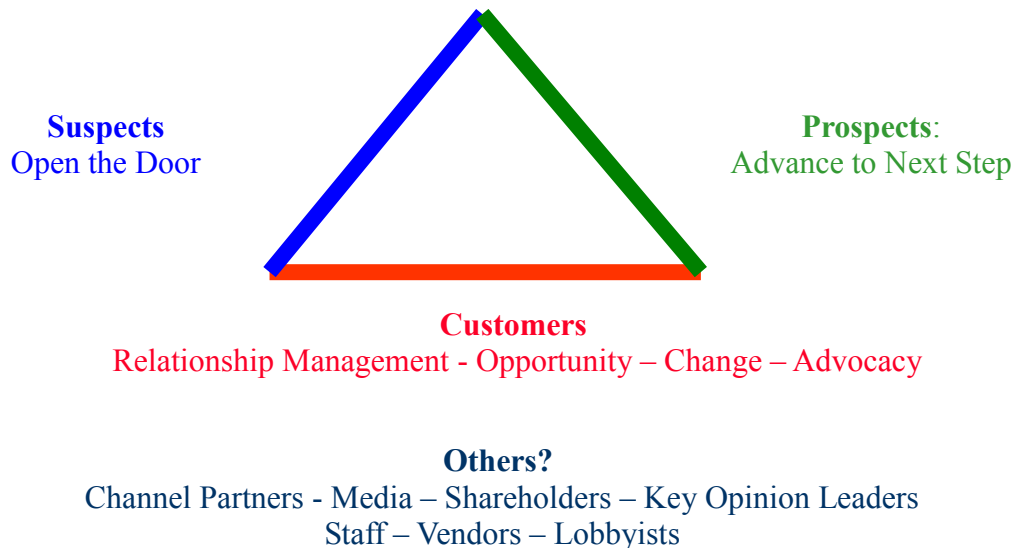 Suspects
Open the Door
Prospects:
Advance to Next Step
Customers
Relationship Management - Opportunity – Change – Advocacy
Others?
Channel Partners - Media – Shareholders – Key Opinion Leaders
Staff – Vendors – Lobbyists